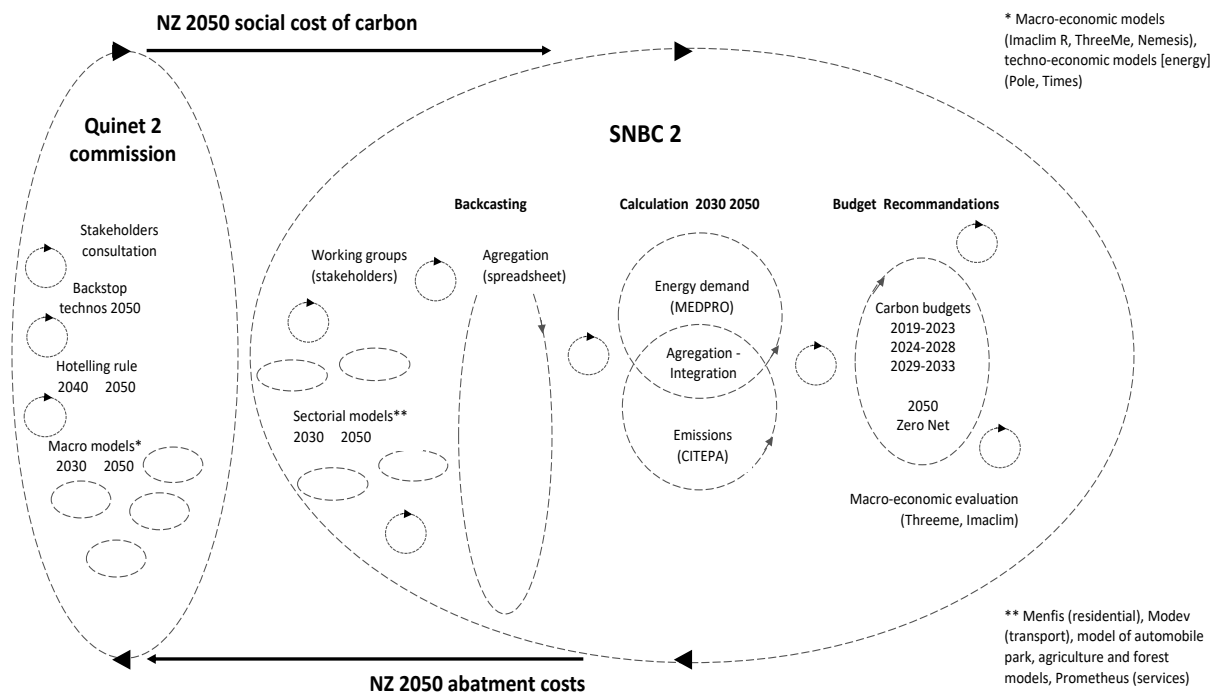 NZ 2050 social cost of carbon
* Macro-economic models
(Imaclim R, ThreeMe, Nemesis),
techno-economic models [energy]
(Pole, Times)
Quinet 2
commission
Stakeholders
consultation
Backstop
technos 2050
Hotelling rule
2040 2050
Macro models*
2030 2050
SNBC 2
Backcasting
Calculation 2030 2050
Budget Recommandations
Working groups
(stakeholders)
Agregation
(spreadsheet)
Sectorial models**
2030 2050
Energy demand
(MEDPRO)
Agregation -
Integration
Emissions
(CITEPA)
Carbon budgets
2019-2023
2024-2028
2029-2033
2050
Zero Net
Macro-economic evaluation
(Threeme, Imaclim)
NZ 2050 abatment costs
** Menfis (residential), Modev
(transport), model of automobile
park, agriculture and forest
models, Prometheus (services)